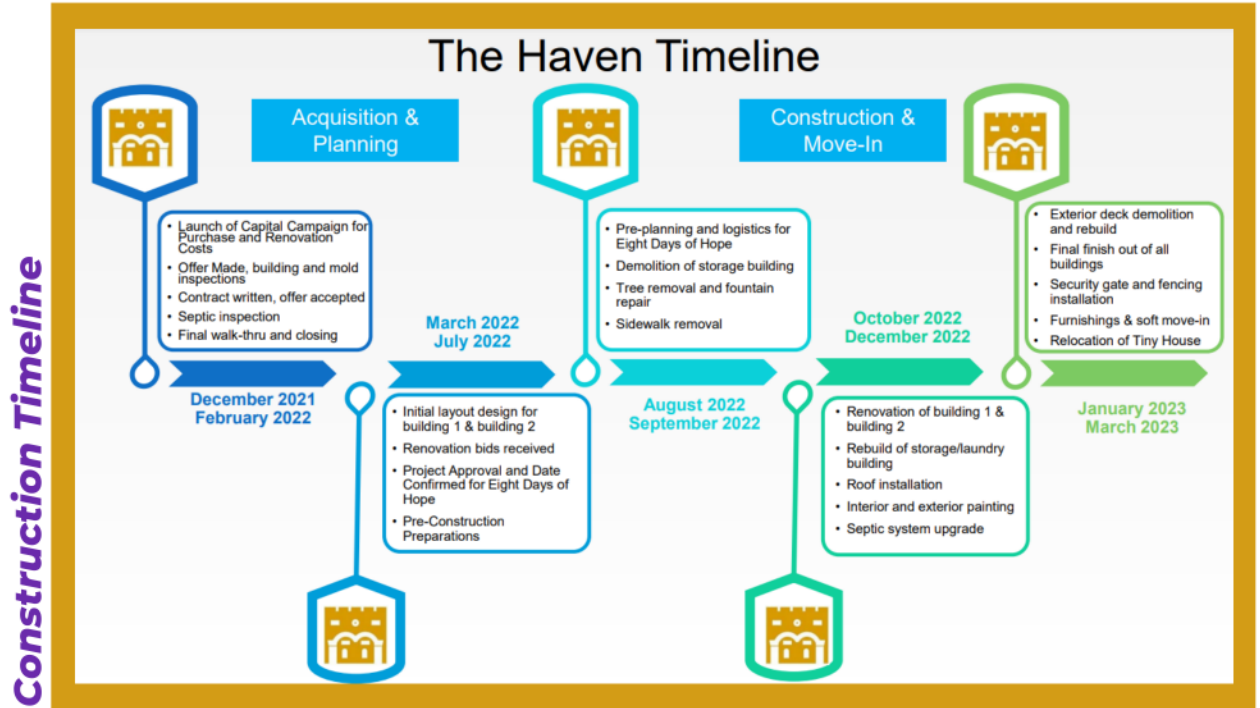 Construction Timeline
The Haven Timeline
Acquisition &
Planning
Construction &
Move-In
• Launch of Capital Campaign for
Purchase and Renovation
Costs
• Offer Made, building and mold
inspections
• Contract written, offer accepted
• Septic inspection
• Final walk-thru and closing
December 2021
February 2022
March 2022
July 2022
• Initial layout design for
building 1 & building 2
• Renovation bids received
• Project Approval and Date
Confirmed for Eight Days of
Hope
• Pre-Construction
Preparations
• Pre-planning and logistics for
Eight Days of Hope
• Demolition of storage building
• Tree removal and fountain
repair
• Sidewalk removal
August 2022
September 2022
October 2022
December 2022
• Renovation of building 1 &
building 2
• Rebuild of storage/laundry
building
• Roof installation
• Interior and exterior painting
• Septic system upgrade
• Exterior deck demolition
and rebuild
• Final finish out of all
buildings
• Security gate and fencing
installation
• Furnishings & soft move-in
• Relocation of Tiny House
January 2023
March 2023